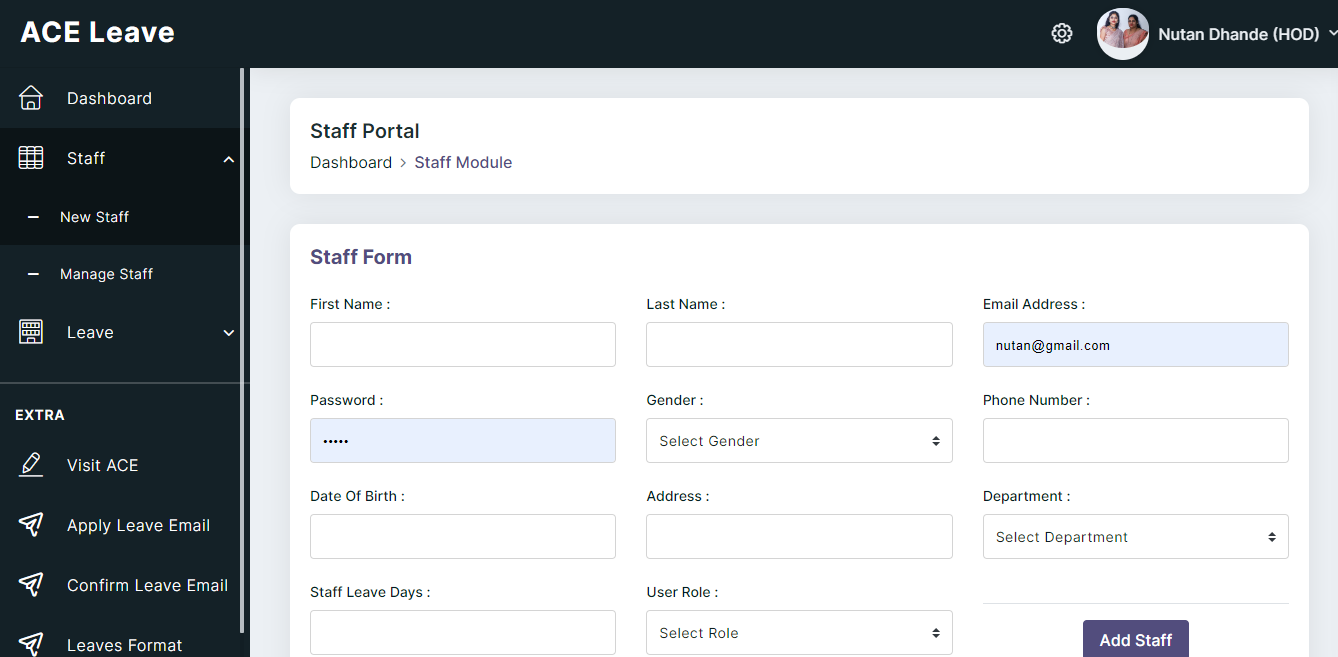 ACE Leave
Nutan Dhande (HOD)
Dashboard
Staff
New Staff
Manage Staff
Leave
EXTRA
Visit ACE
Apply Leave Email
Confirm Leave Email
Leaves Format
Staff Portal
Dashboard > Staff Module
Staff Form
First Name :
Last Name :
Email Address :
nutan@gmail.com
Password :
•••••
Gender :
Select Gender
Phone Number :
Date Of Birth :
Address :
Department :
Select Department
Staff Leave Days :
User Role :
Select Role
Add Staff